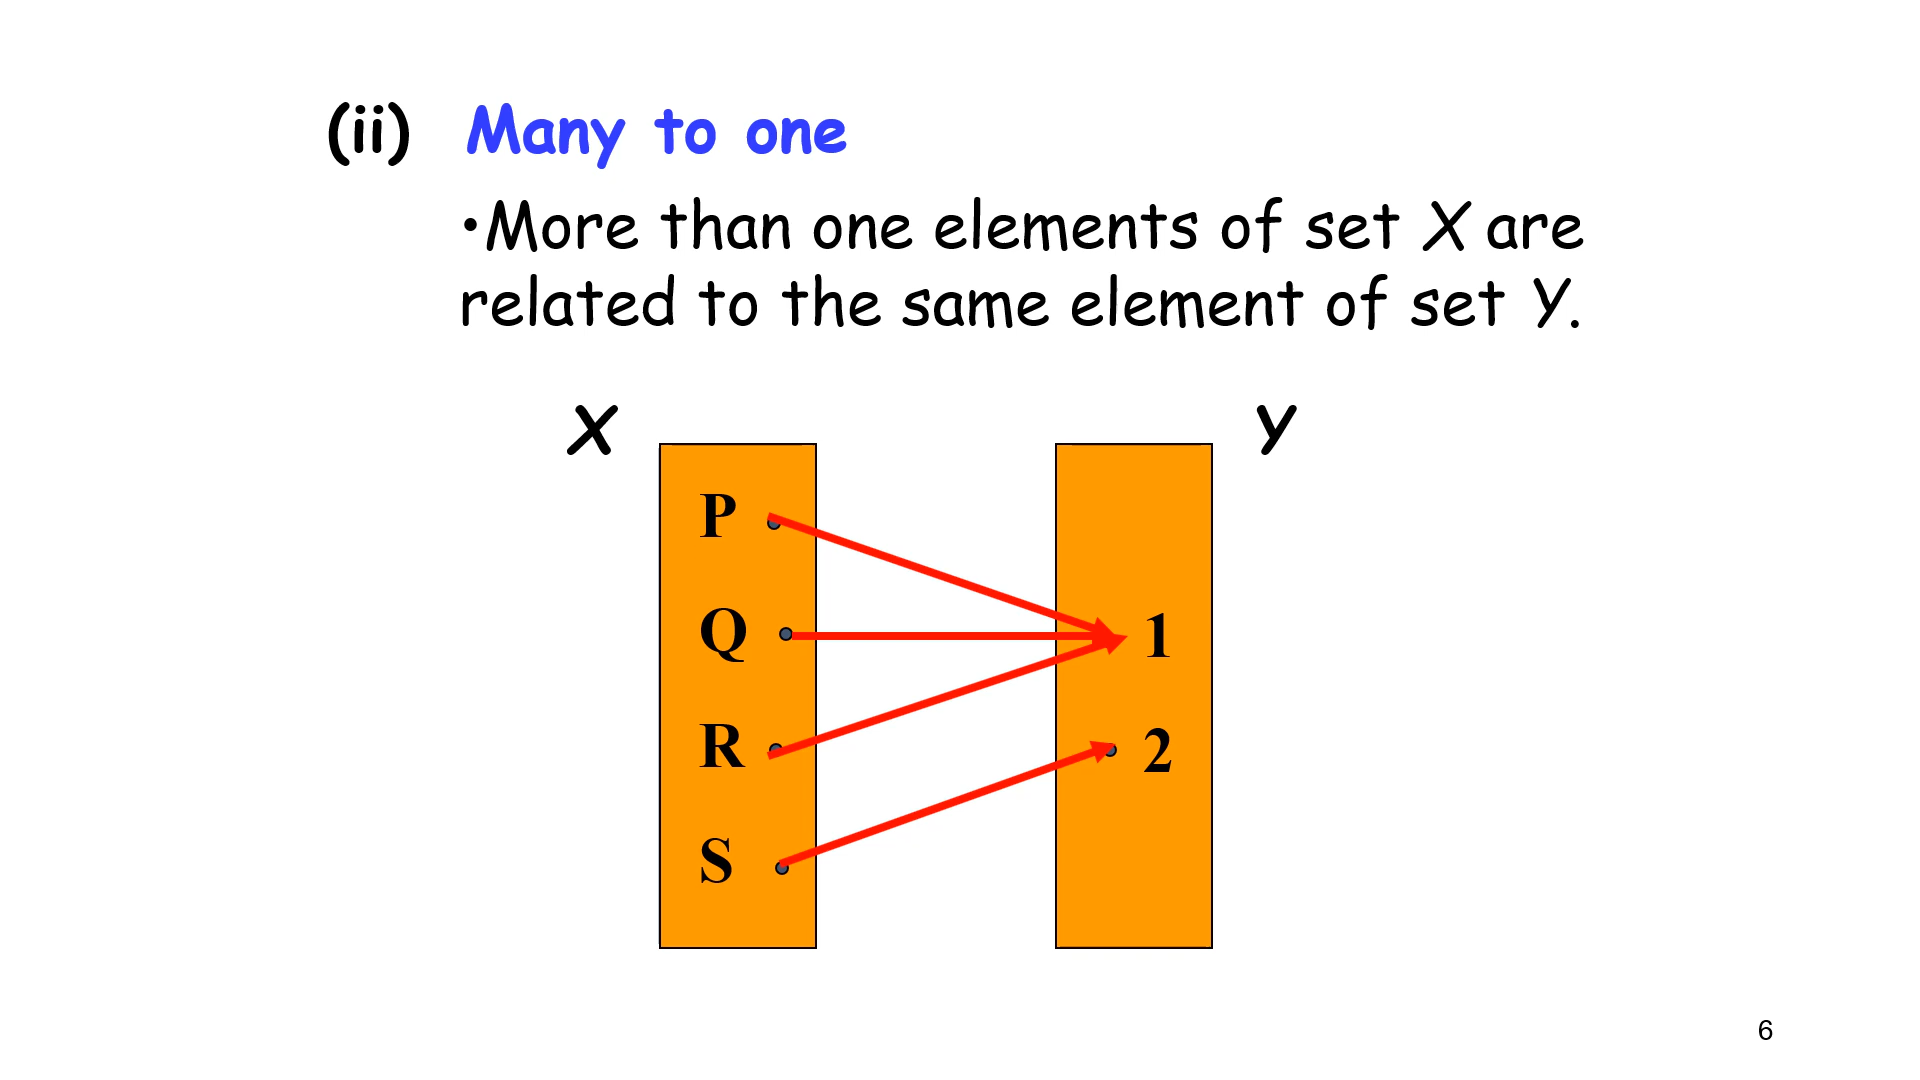 (ii) Many to one
•More than one elements of set X are
related to the same element of set Y.
X Y
P
Q 1
R 2
S
6